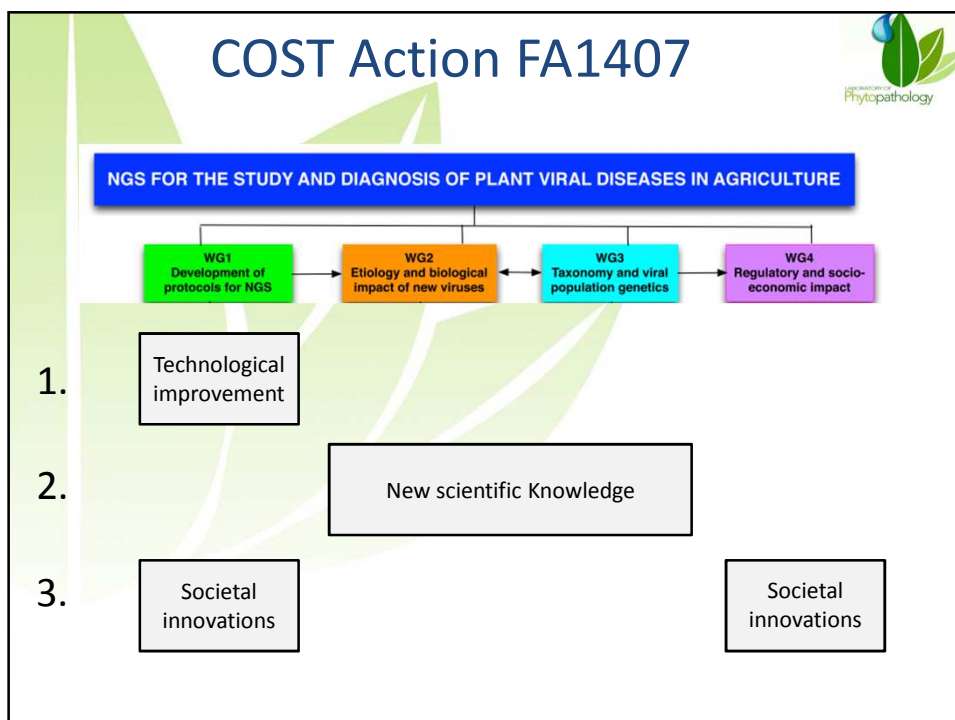 COST Action FA1407
LABORATORY OF
Phytopathology
NGS FOR THE STUDY AND DIAGNOSIS OF PLANT VIRAL DISEASES IN AGRICULTURE
WG1
Development of
protocols for NGS
WG2
Etiology and biological
impact of new viruses
WG3
Taxonomy and viral
population genetics
WG4
Regulatory and socio-
economic impact
1.
Technological
improvement
2.
New scientific Knowledge
3.
Societal
innovations
Societal
innovations